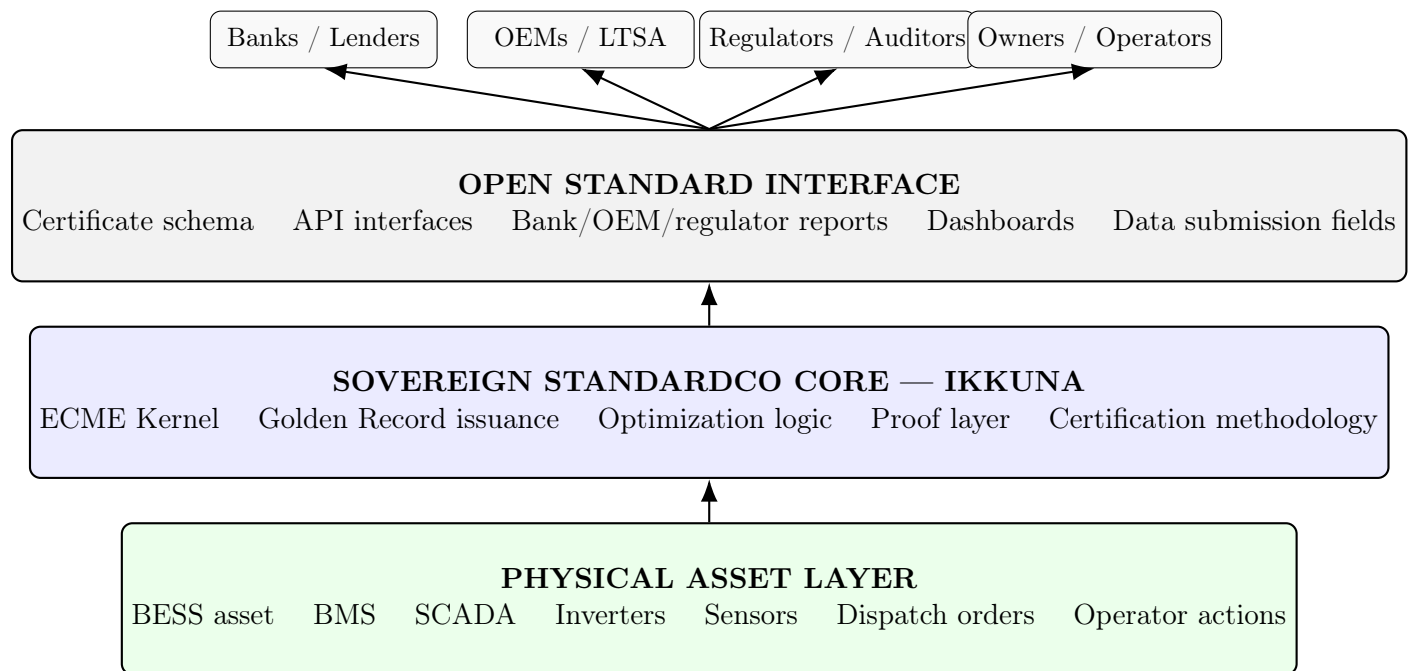 Banks / Lenders
OEMs / LTSA
Regulators / Auditors
Owners / Operators
OPEN STANDARD INTERFACE
Certificate schema API interfaces Bank/OEM/regulator reports Dashboards Data submission fields
SOVEREIGN STANDARDCO CORE — IKKUNA
ECME Kernel Golden Record issuance Optimization logic Proof layer Certification methodology
PHYSICAL ASSET LAYER
BESS asset BMS SCADA Inverters Sensors Dispatch orders Operator actions